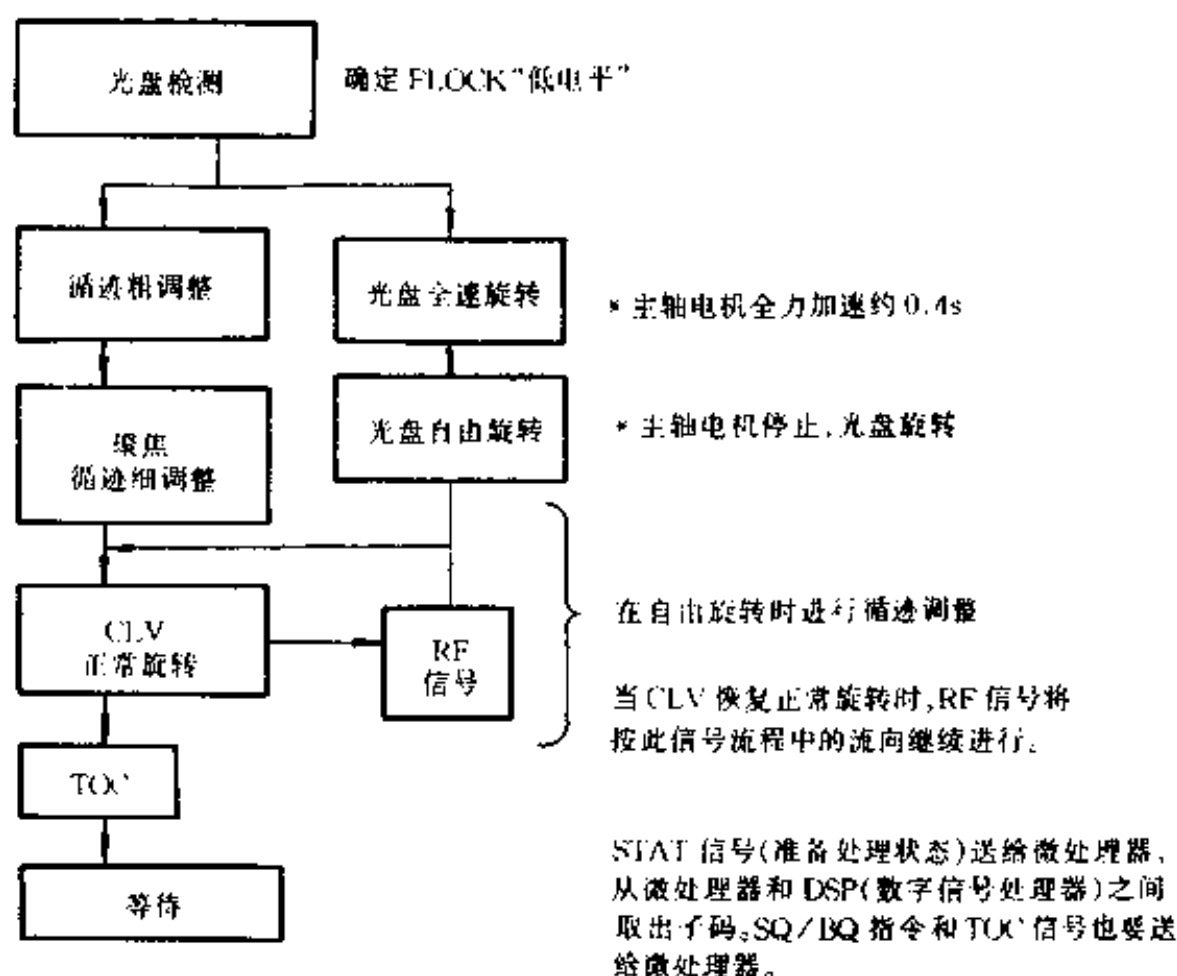 光盘检测
确定 FLOCK“低电平”
循迹粗调整
光盘全速旋转
* 主轴电机全力加速约 0.4s
聚焦
循迹细调整
光盘自由旋转
* 主轴电机停止,光盘旋转
CLV
正常旋转
RF
信号
在自由旋转时进行循迹调整
当CLV 恢复正常旋转时,RF 信号将
按此信号流程中的流向继续进行。
TOC
等待
STAT 信号(准备处理状态)送给微处理器,
从微处理器和 DSP(数字信号处理器)之间
取出子码。SQ/BQ 指令和 TOC 信号也要送
给微处理器。